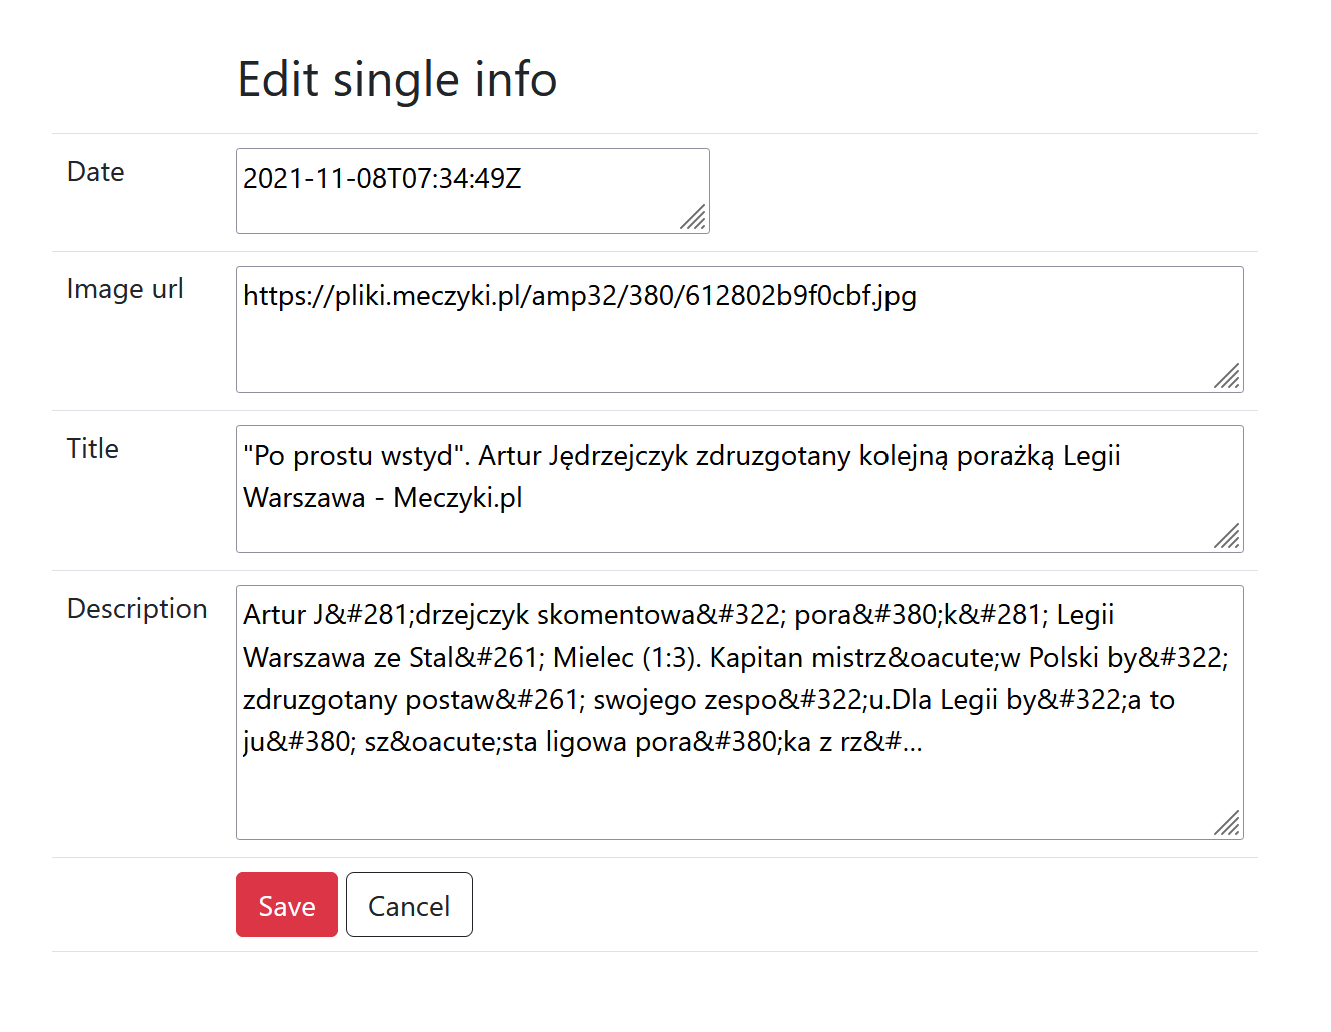 Edit single info
Date
2021-11-08T07:34:49Z
Image url
https://pliki.meczyki.pl/amp32/380/612802b9f0cbf.jpg
Title
"Po prostu wstyd". Artur Jędrzejczyk zdruzgotany kolejną porażką Legii
Warszawa - Meczyki.pl
Description
Artur J&#281;drzejczyk skomentowa&#322; pora&#380;k&#281; Legii
Warszawa ze Stal&#261; Mielec (1:3). Kapitan mistrz&oacute;w Polski by&#322;
zdruzgotany postaw&#261; swojego zespo&#322;u.Dla Legii by&#322;a to
ju&#380; sz&oacute;sta ligowa pora&#380;ka z rz&#...
Save Cancel